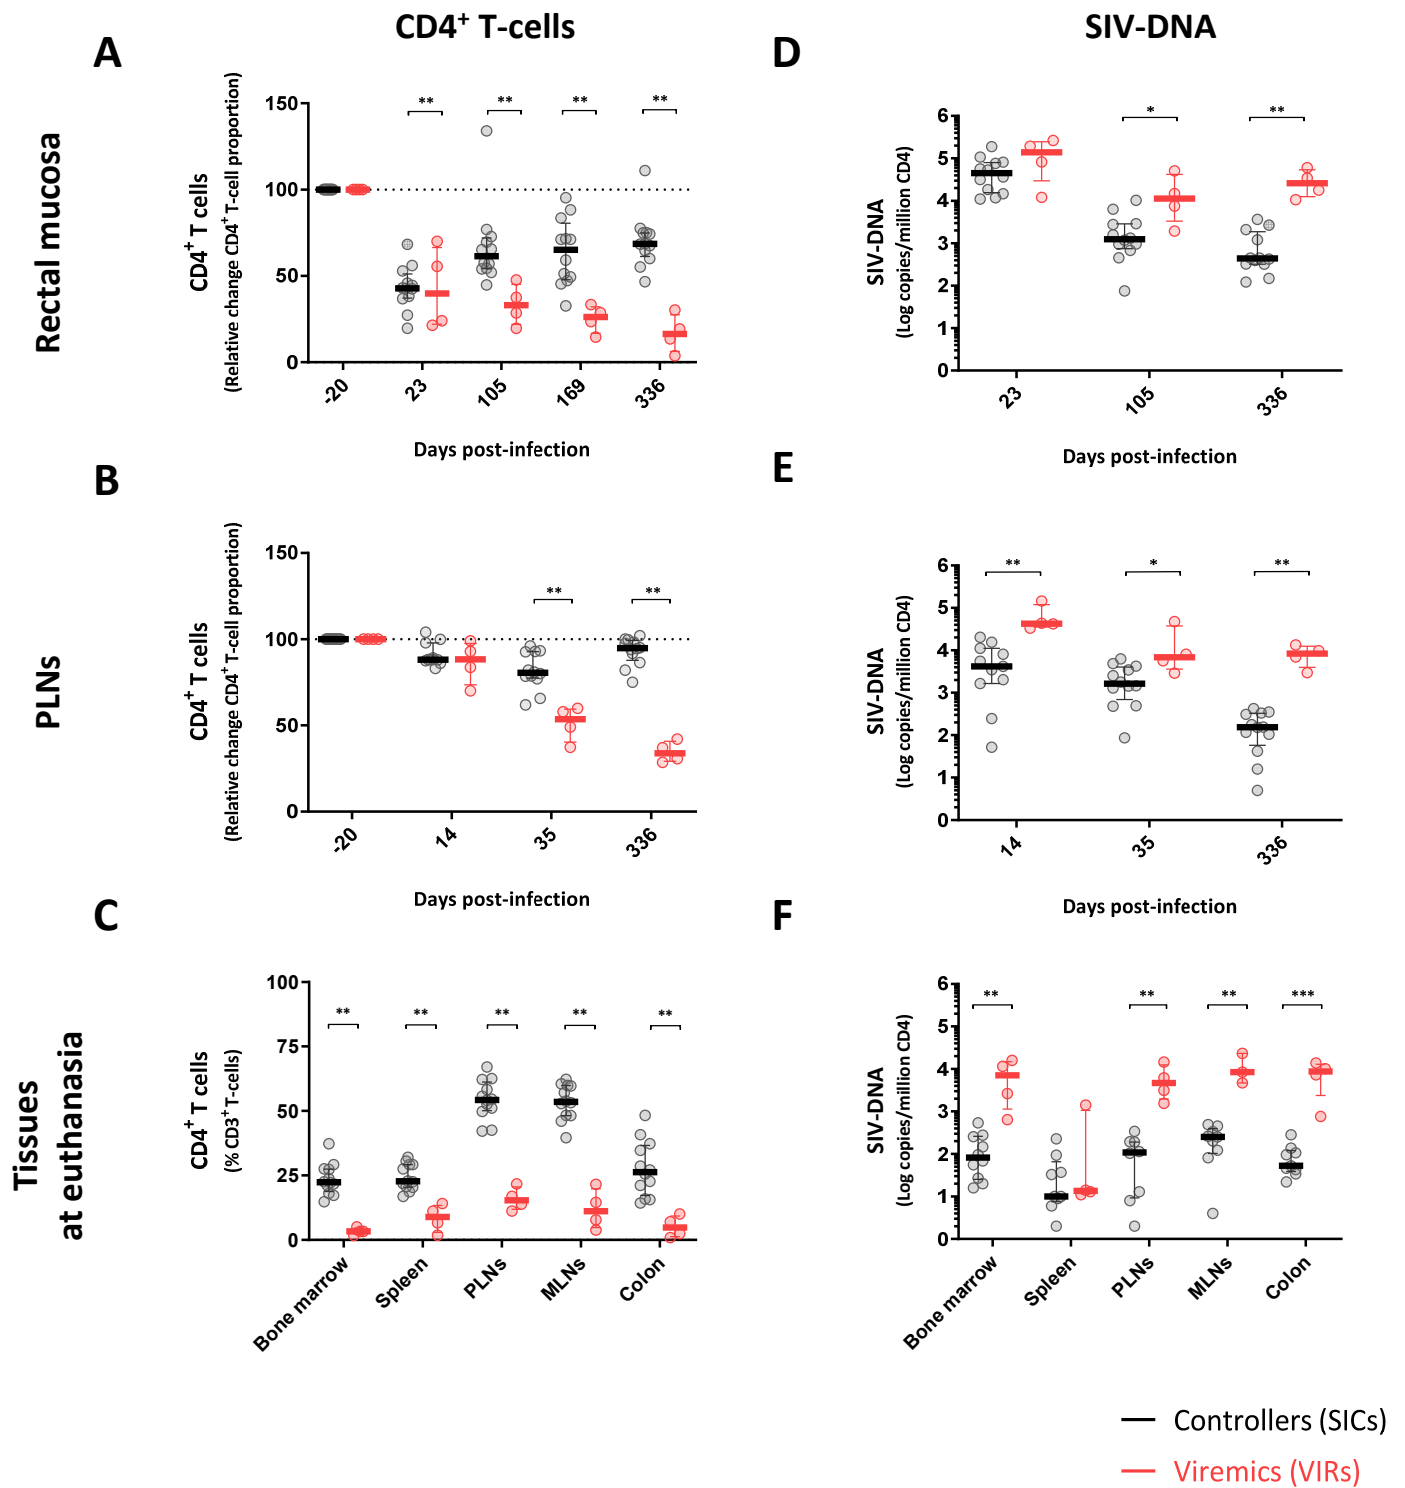 CD4⁺ T-cells
SIV-DNA
A
Rectal mucosa
CD4⁺ T cells
(Relative change CD4⁺ T-cell proportion)
150
100
50
0
** ** ** **
-20 23 105 169 336
Days post-infection
D
SIV-DNA
(Log copies/million CD4)
6
5
4
3
2
1
0
* **
23 105 336
Days post-infection
B
PLNs
CD4⁺ T cells
(Relative change CD4⁺ T-cell proportion)
150
100
50
0
** **
-20 14 35 336
Days post-infection
E
SIV-DNA
(Log copies/million CD4)
6
5
4
3
2
1
0
** * **
14 35 336
Days post-infection
C
Tissues
at euthanasia
CD4⁺ T cells
(% CD3⁺ T-cells)
100
75
50
25
0
** ** ** ** **
Bone marrow Spleen PLNs MLNs Colon
F
SIV-DNA
(Log copies/million CD4)
6
5
4
3
2
1
0
** ** ** ***
Bone marrow Spleen PLNs MLNs Colon
Controllers (SICs)
Viremics (VIRs)